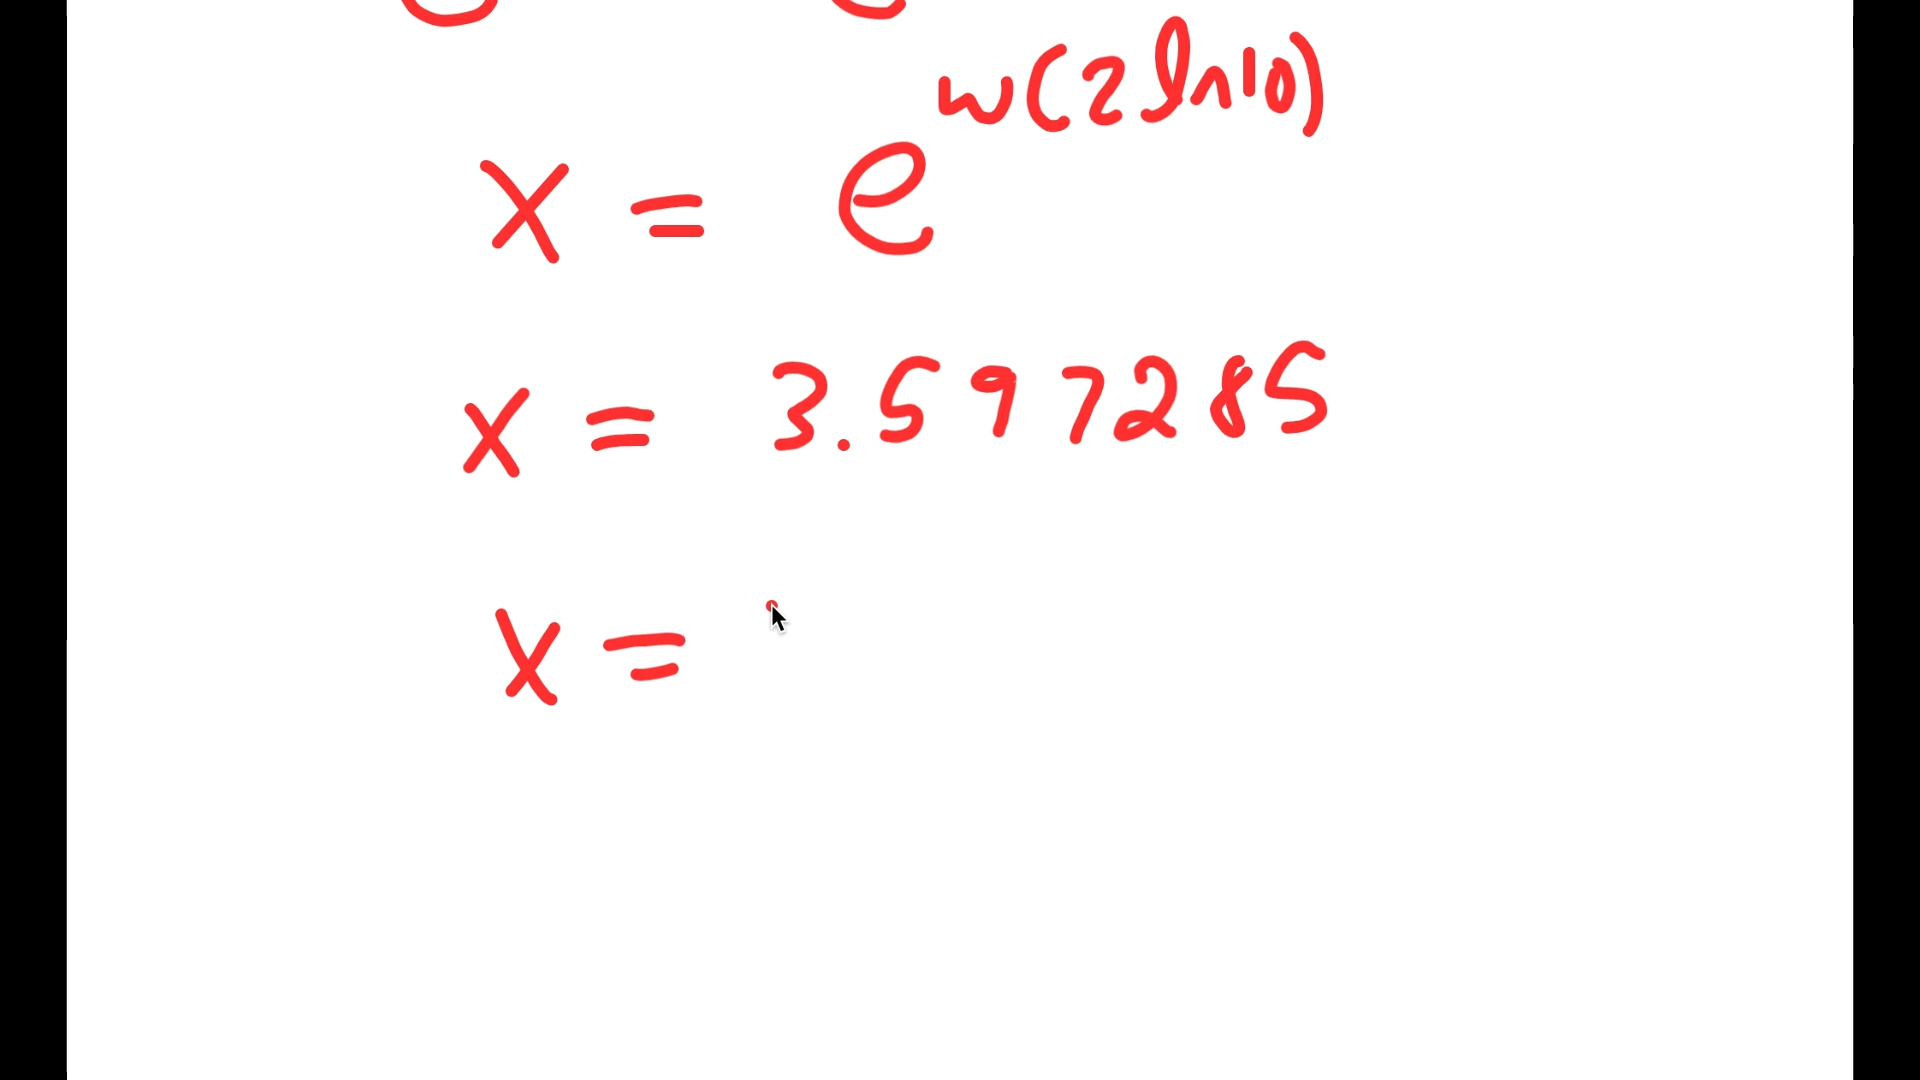 x = e^w(2ln10)
x = 3.597285
x =